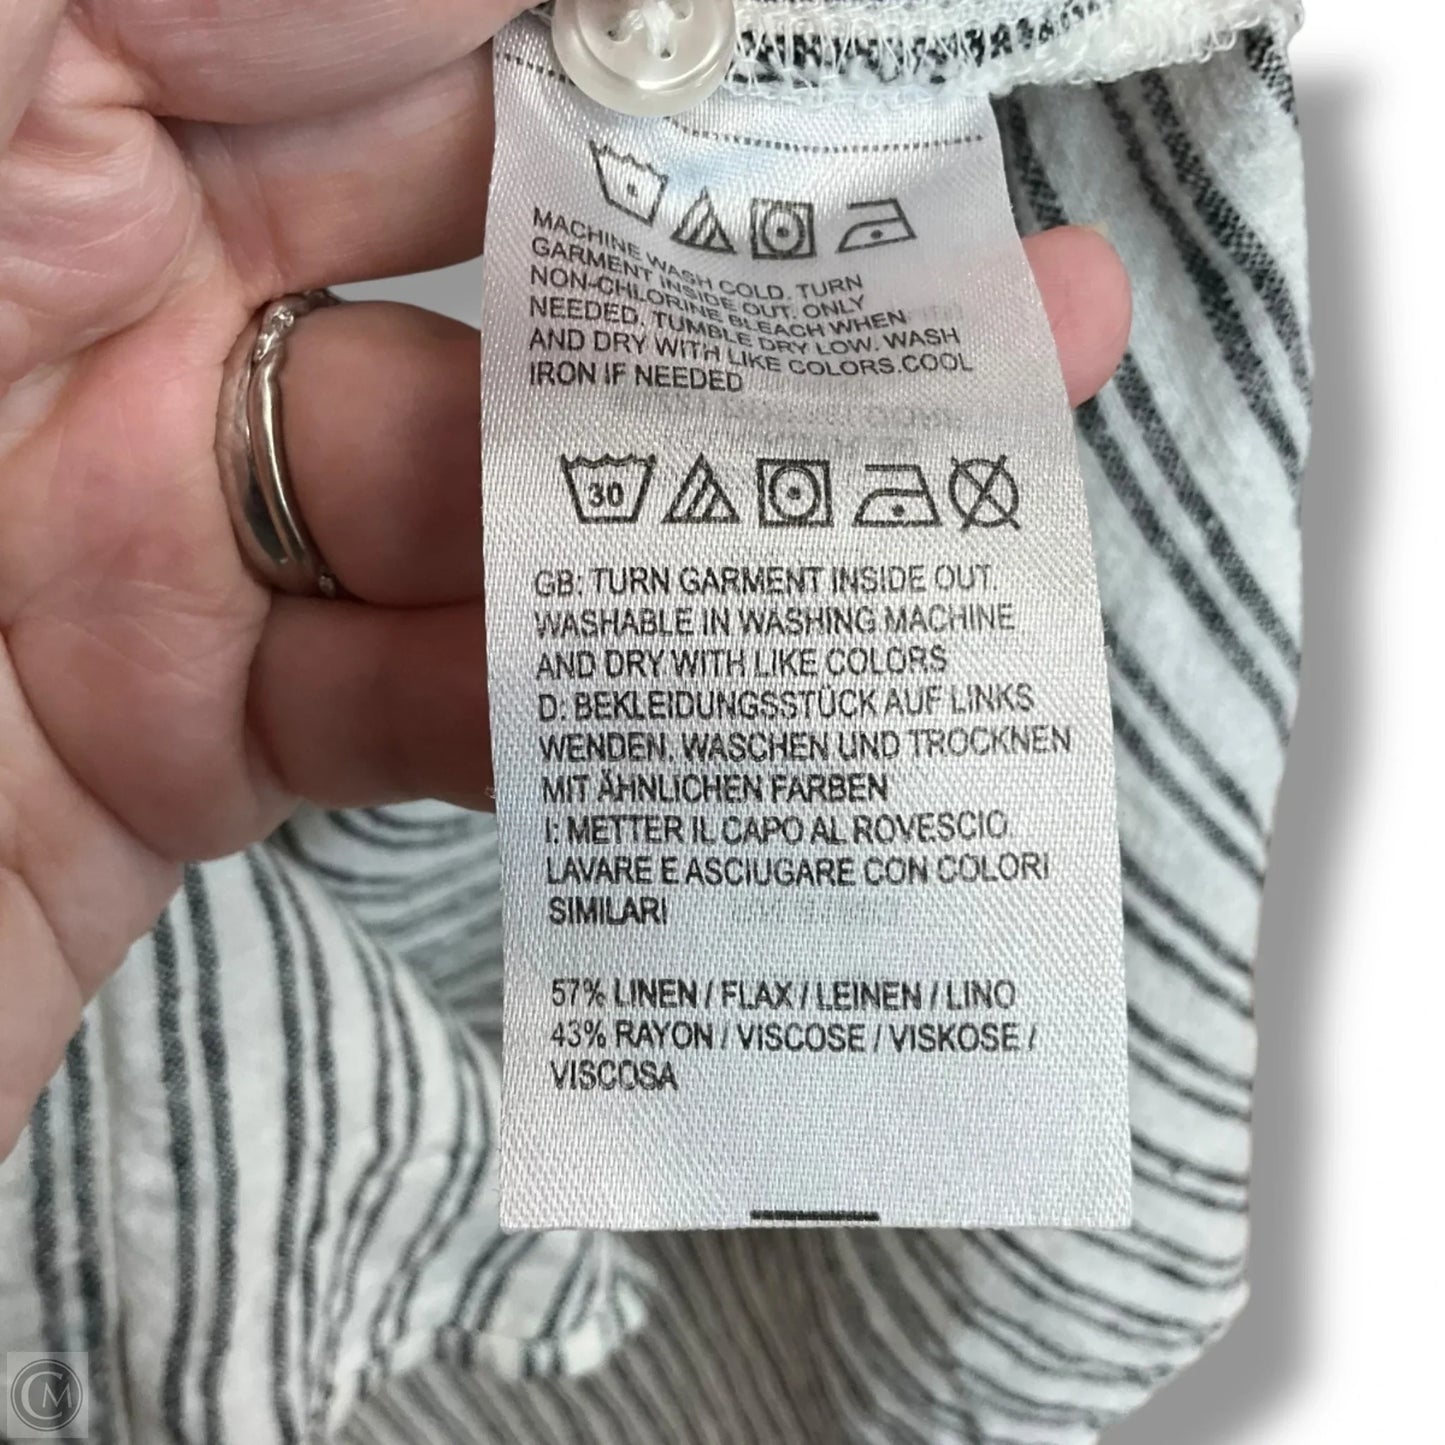 MACHINE WASH COLD. TURN
GARMENT INSIDE OUT. ONLY
NON-CHLORINE BLEACH WHEN
NEEDED. TUMBLE DRY LOW. WASH
AND DRY WITH LIKE COLORS.COOL
IRON IF NEEDED
30
GB: TURN GARMENT INSIDE OUT.
WASHABLE IN WASHING MACHINE
AND DRY WITH LIKE COLORS
D: BEKLEIDUNGSSTÜCK AUF LINKS
WENDEN. WASCHEN UND TROCKNEN
MIT ÄHNLICHEN FARBEN
I: METTER IL CAPO AL ROVESCIO.
LAVARE E ASCIUGARE CON COLORI
SIMILARI
57% LINEN / FLAX / LEINEN / LINO
43% RAYON / VISCOSE / VISKOSE /
VISCOSA
CM